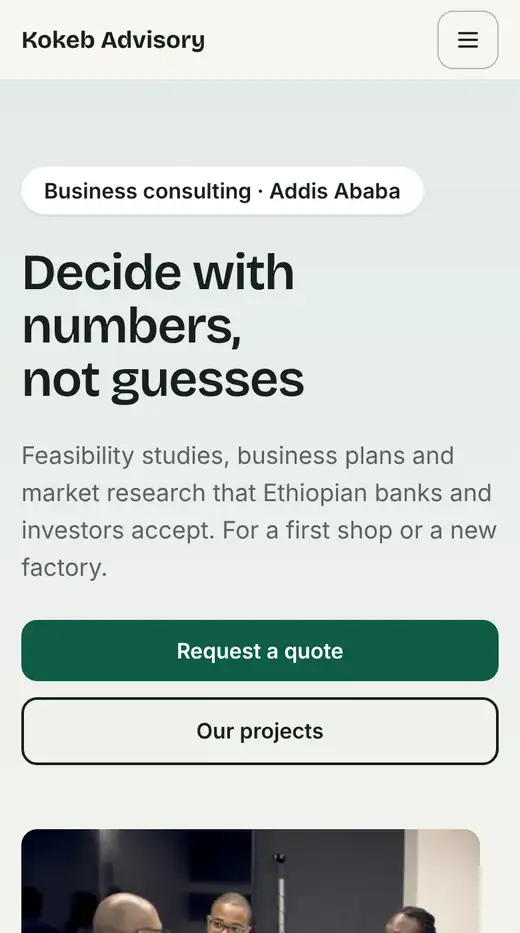 Kokeb Advisory
Business consulting · Addis Ababa
Decide with
numbers,
not guesses
Feasibility studies, business plans and
market research that Ethiopian banks and
investors accept. For a first shop or a new
factory.
Request a quote
Our projects